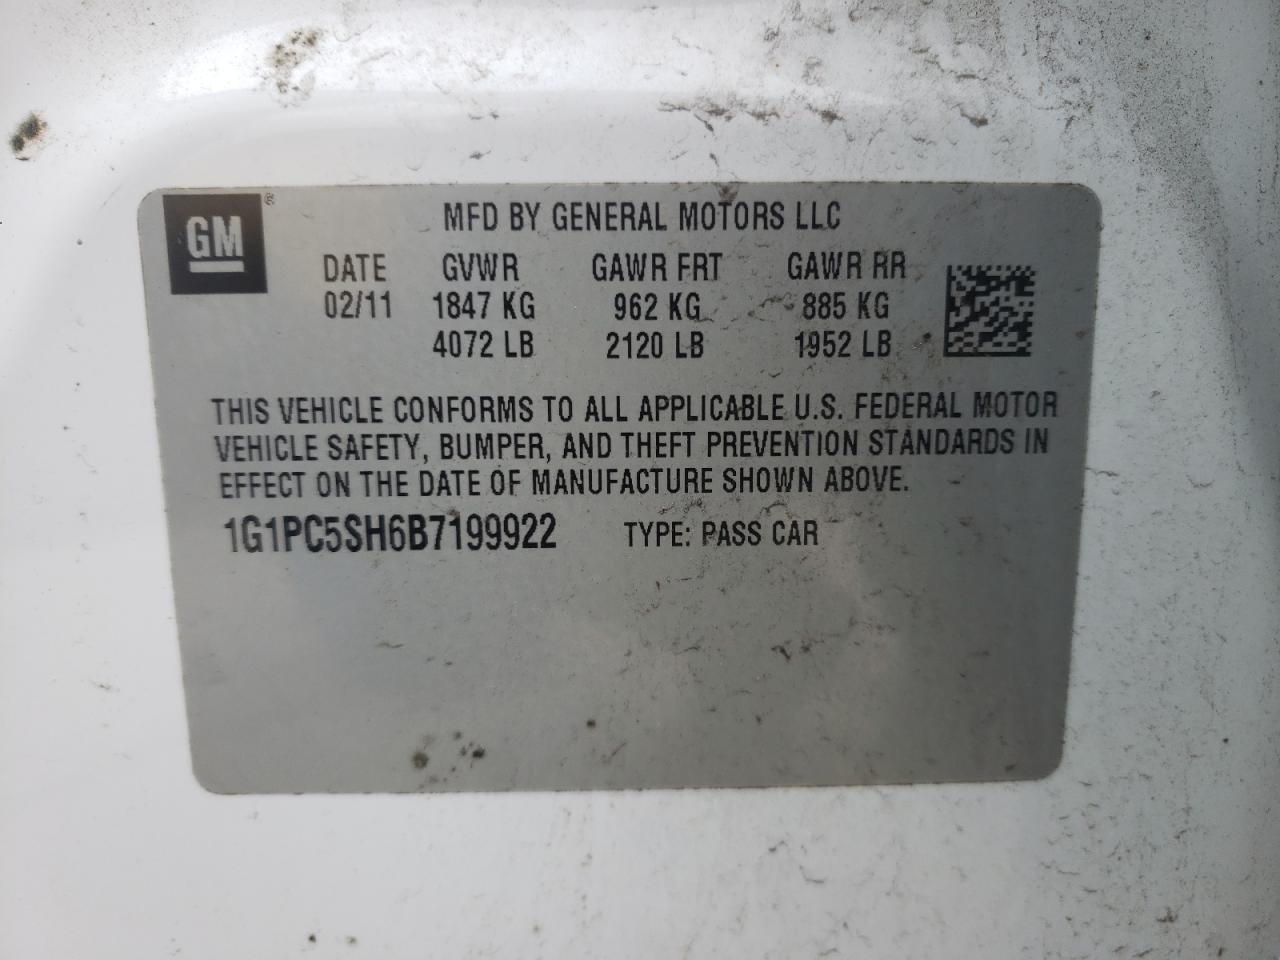 GM®
MFD BY GENERAL MOTORS LLC
DATE GVWR GAWR FRT GAWR RR
02/11 1847 KG 962 KG 885 KG
4072 LB 2120 LB 1952 LB
THIS VEHICLE CONFORMS TO ALL APPLICABLE U.S. FEDERAL MOTOR
VEHICLE SAFETY, BUMPER, AND THEFT PREVENTION STANDARDS IN
EFFECT ON THE DATE OF MANUFACTURE SHOWN ABOVE.
1G1PC5SH6B7199922 TYPE: PASS CAR